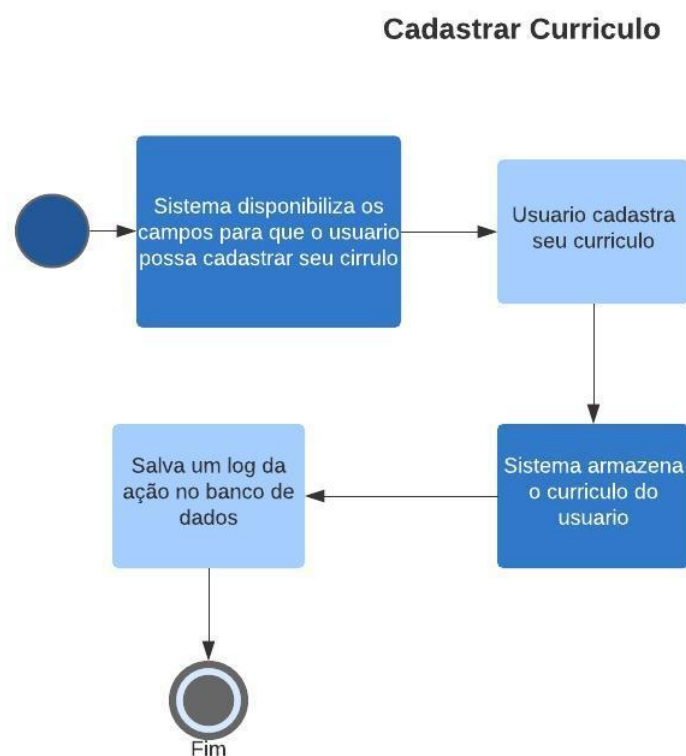 Cadastrar Curriculo
Sistema disponibiliza os
campos para que o usuario
possa cadastrar seu cirrulo
Usuario cadastra
seu curriculo
Sistema armazena
o curriculo do
usuario
Salva um log da
ação no banco de
dados
Fim